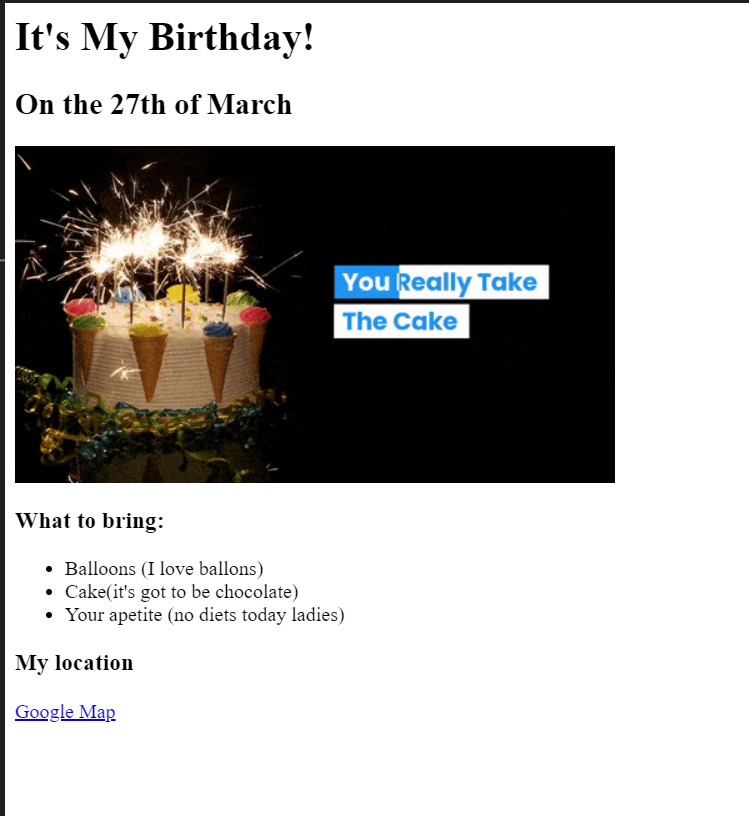 It's My Birthday!
On the 27th of March
You Really Take
The Cake
What to bring:
Balloons (I love ballons)
Cake(it's got to be chocolate)
Your apetite (no diets today ladies)
My location
Google Map